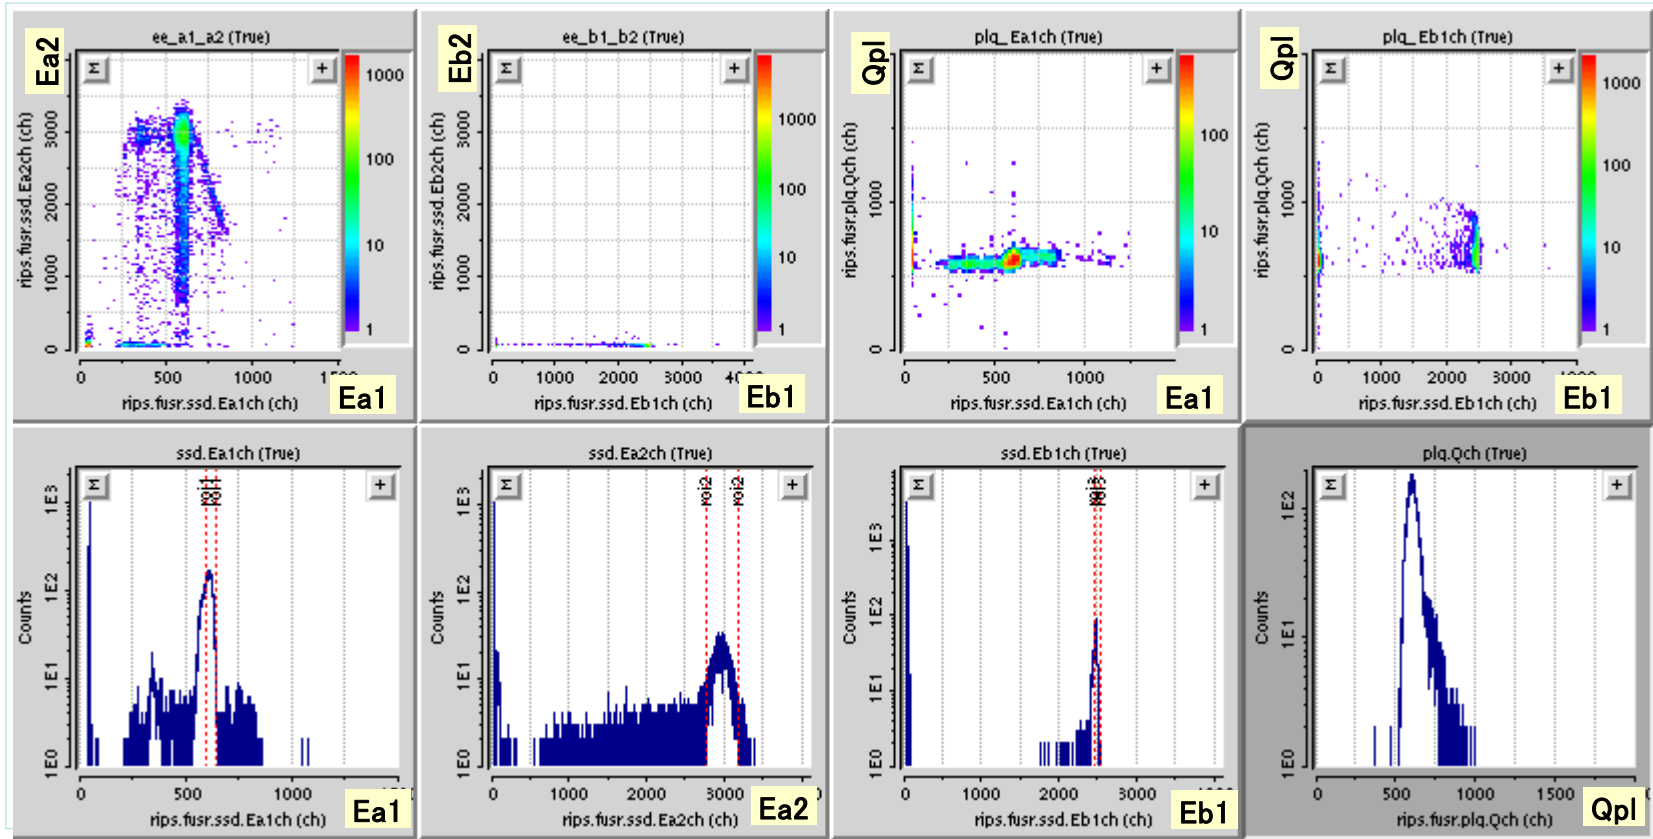 ee_a1_a2 (True)
Ea2
rips.fusr.ssd.Ea2ch (ch)
Σ
+
1000
100
10
1
3000
2000
1000
0
0 500 1000
rips.fusr.ssd.Ea1ch (ch)
Ea1
ee_b1_b2 (True)
Eb2
rips.fusr.ssd.Eb2ch (ch)
Σ
+
1000
100
10
1
3000
2000
1000
0
0 1000 2000 3000
rips.fusr.ssd.Eb1ch (ch)
Eb1
plq_Ea1ch (True)
Qpl
rips.fusr.plq.Qch (ch)
Σ
+
100
10
1
1000
0
0 500 1000
rips.fusr.ssd.Ea1ch (ch)
Ea1
plq_Eb1ch (True)
Qpl
rips.fusr.plq.Qch (ch)
Σ
+
1000
100
10
1
1000
0
0 1000 2000 3000
rips.fusr.ssd.Eb1ch (ch)
Eb1
ssd.Ea1ch (True)
Counts
Σ
+
1E3
1E2
1E1
1E0
0 500 1000
rips.fusr.ssd.Ea1ch (ch)
Ea1
ssd.Ea2ch (True)
Counts
Σ
roi2 roi2
+
1E3
1E2
1E1
1E0
0 1000 2000 3000
rips.fusr.ssd.Ea2ch (ch)
Ea2
ssd.Eb1ch (True)
Counts
Σ
+
1E3
1E2
1E1
1E0
0 1000 2000 3000
rips.fusr.ssd.Eb1ch (ch)
Eb1
plq.Qch (True)
Counts
Σ
+
1E2
1E1
1E0
0 500 1000 1500
rips.fusr.plq.Qch (ch)
Qpl